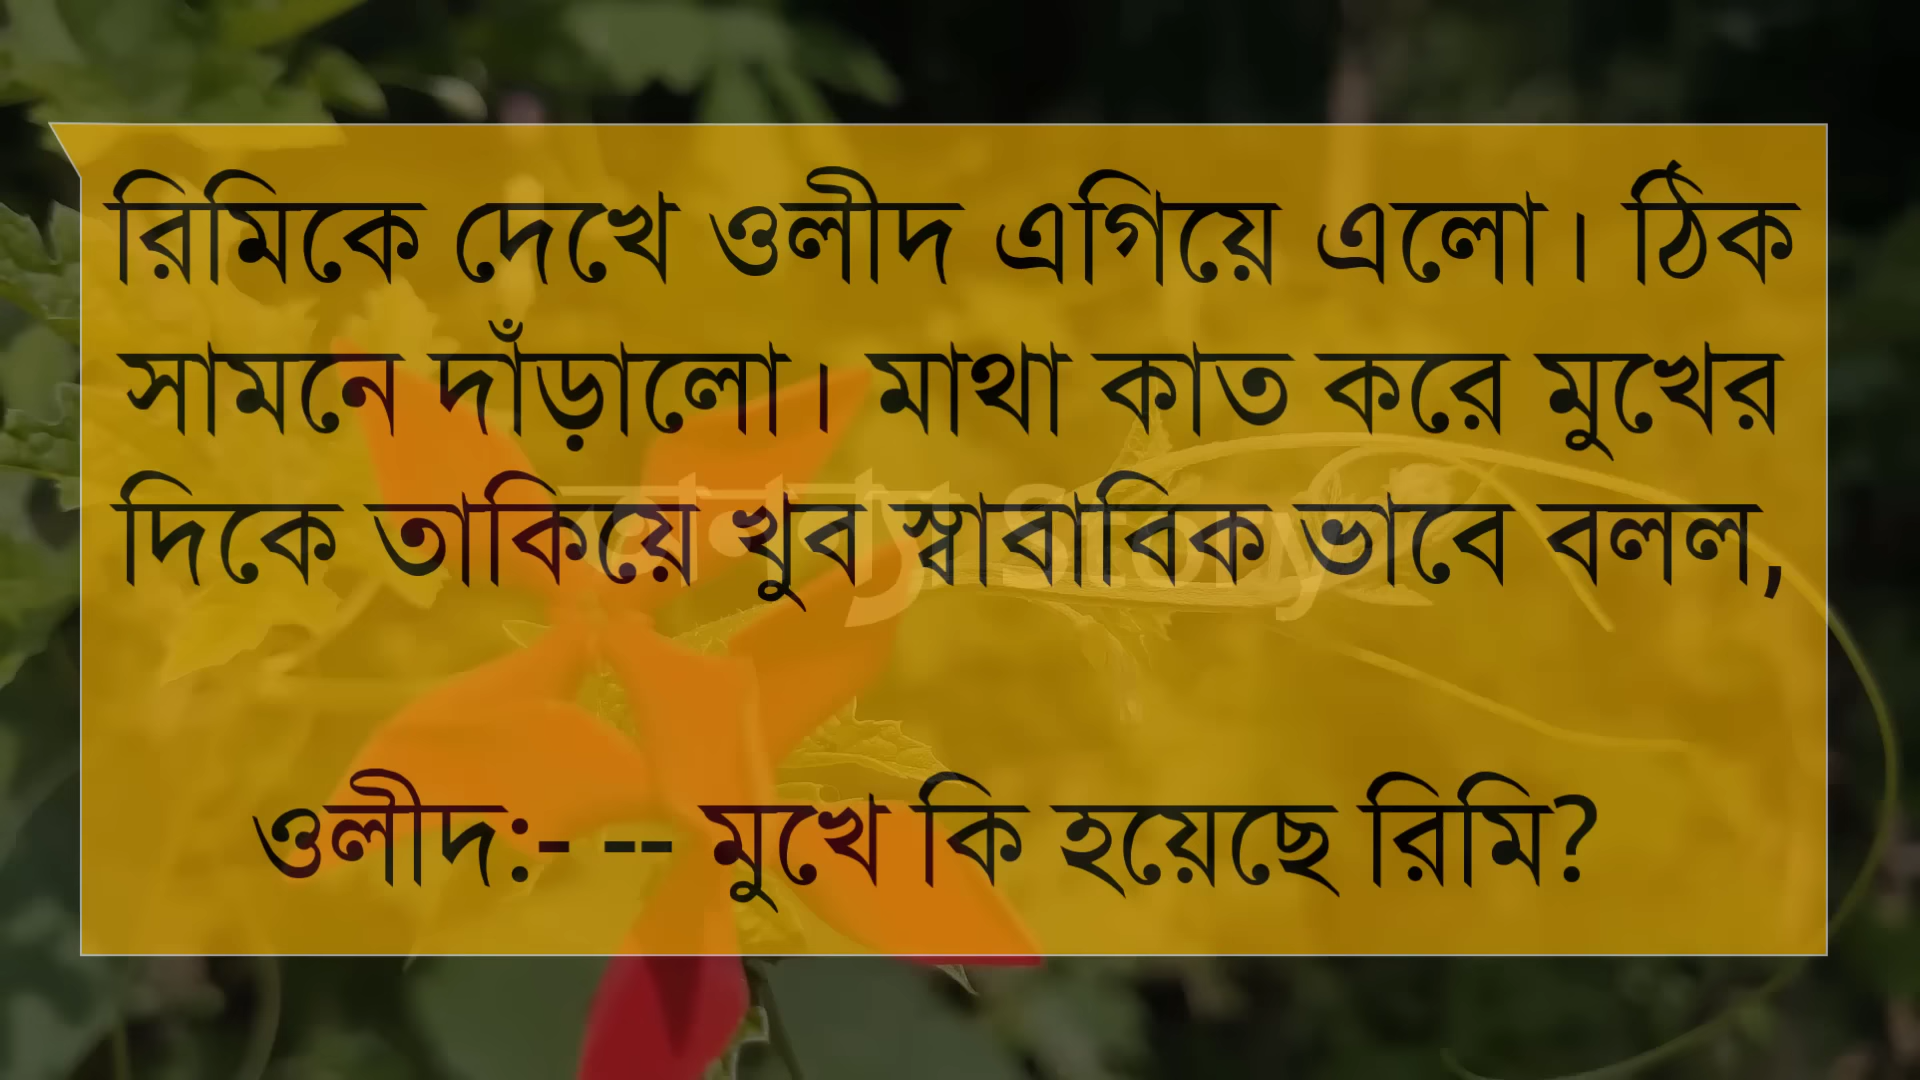 রিমিকে দেখে ওলীদ এগিয়ে এলো। ঠিক
সামনে দাঁড়ালো। মাথা কাত করে মুখের
দিকে তাকিয়ে খুব স্বাবাবিক ভাবে বলল,
ওলীদ:- -- মুখে কি হয়েছে রিমি?